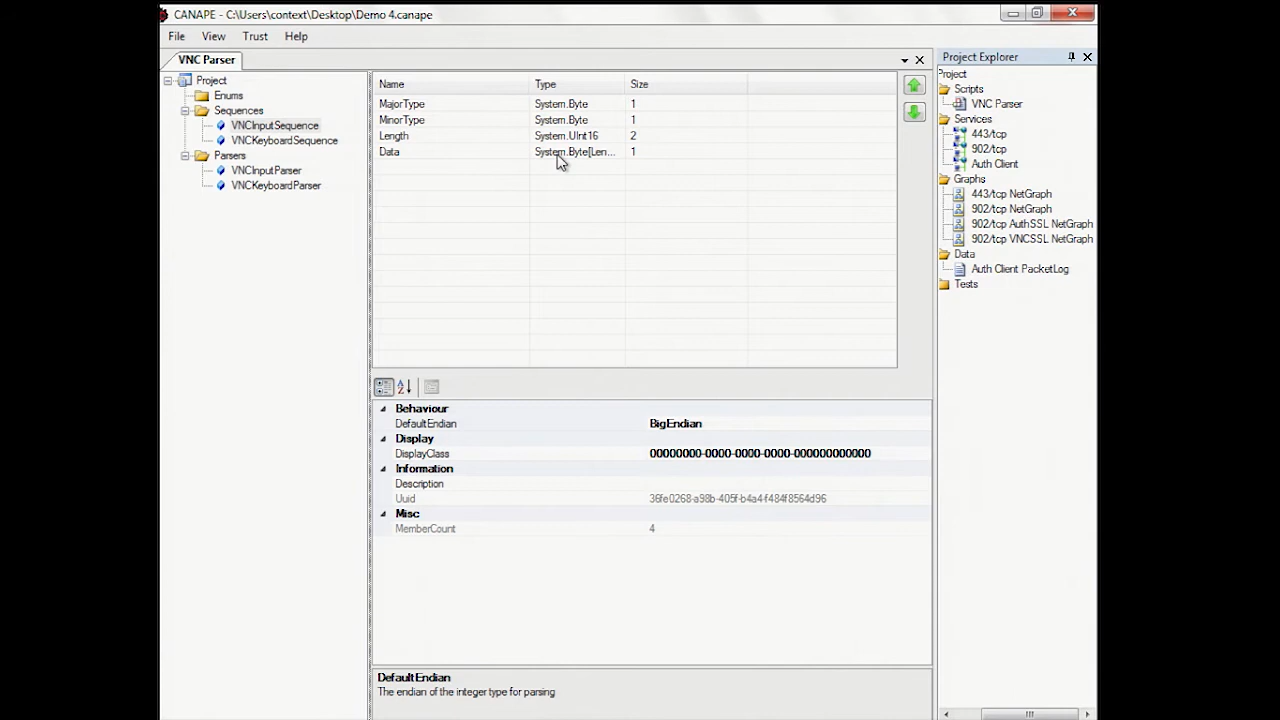 CANAPE - C:\Users\context\Desktop\Demo 4.canape
File View Trust Help
VNC Parser
Project
Enums
Sequences
VNCInputSequence
VNCKeyboardSequence
Parsers
VNCInputParser
VNCKeyboardParser
Name Type Size
MajorType System.Byte 1
MinorType System.Byte 1
Length System.UInt16 2
Data System.Byte[Len... 1
Behaviour
DefaultEndian BigEndian
Display
DisplayClass 00000000-0000-0000-0000-000000000000
Information
Description
Uuid 36fe0268-a98b-405f-b4a4-f484f8564d96
Misc
MemberCount 4
DefaultEndian
The endian of the integer type for parsing
Project Explorer
Project
Scripts
VNC Parser
Services
443/tcp
902/tcp
Auth Client
Graphs
443/tcp NetGraph
902/tcp NetGraph
902/tcp AuthSSL NetGraph
902/tcp VNCSSL NetGraph
Data
Auth Client PacketLog
Tests